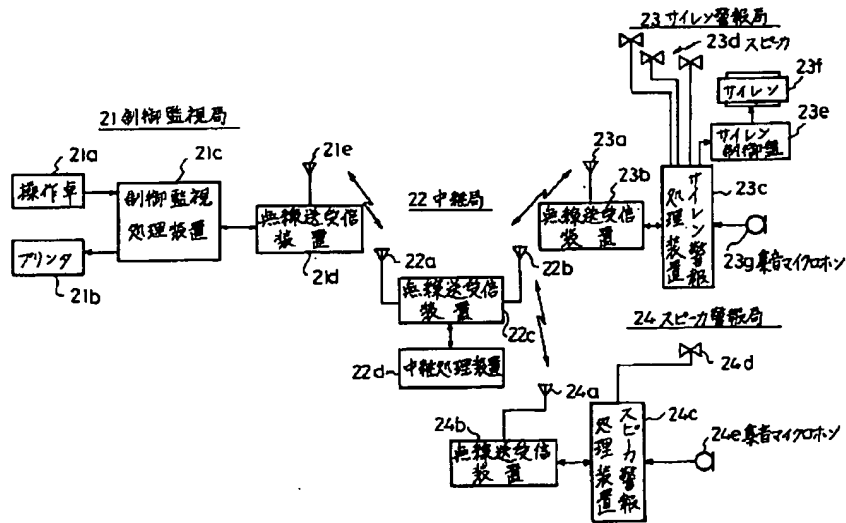 23 サイレン警報局
23d スピーカ
23f
サイレン
23e
サイレン
制御盤
21 制御監視局
21a
操作卓
21c
制御監視
処理装置
プリンタ
21b
21e
無線送受信
装置
21d
22 中継局
22a
22b
無線送受信
装置
22c
22d
中継処理装置
23a
23b
無線送受信
装置
23c
サイレン警報
処理装置
23g 集音マイクロホン
24 スピーカ警報局
24a
24b
無線送受信
装置
24c
スピーカ警報
処理装置
24d
24e 集音マイクロホン